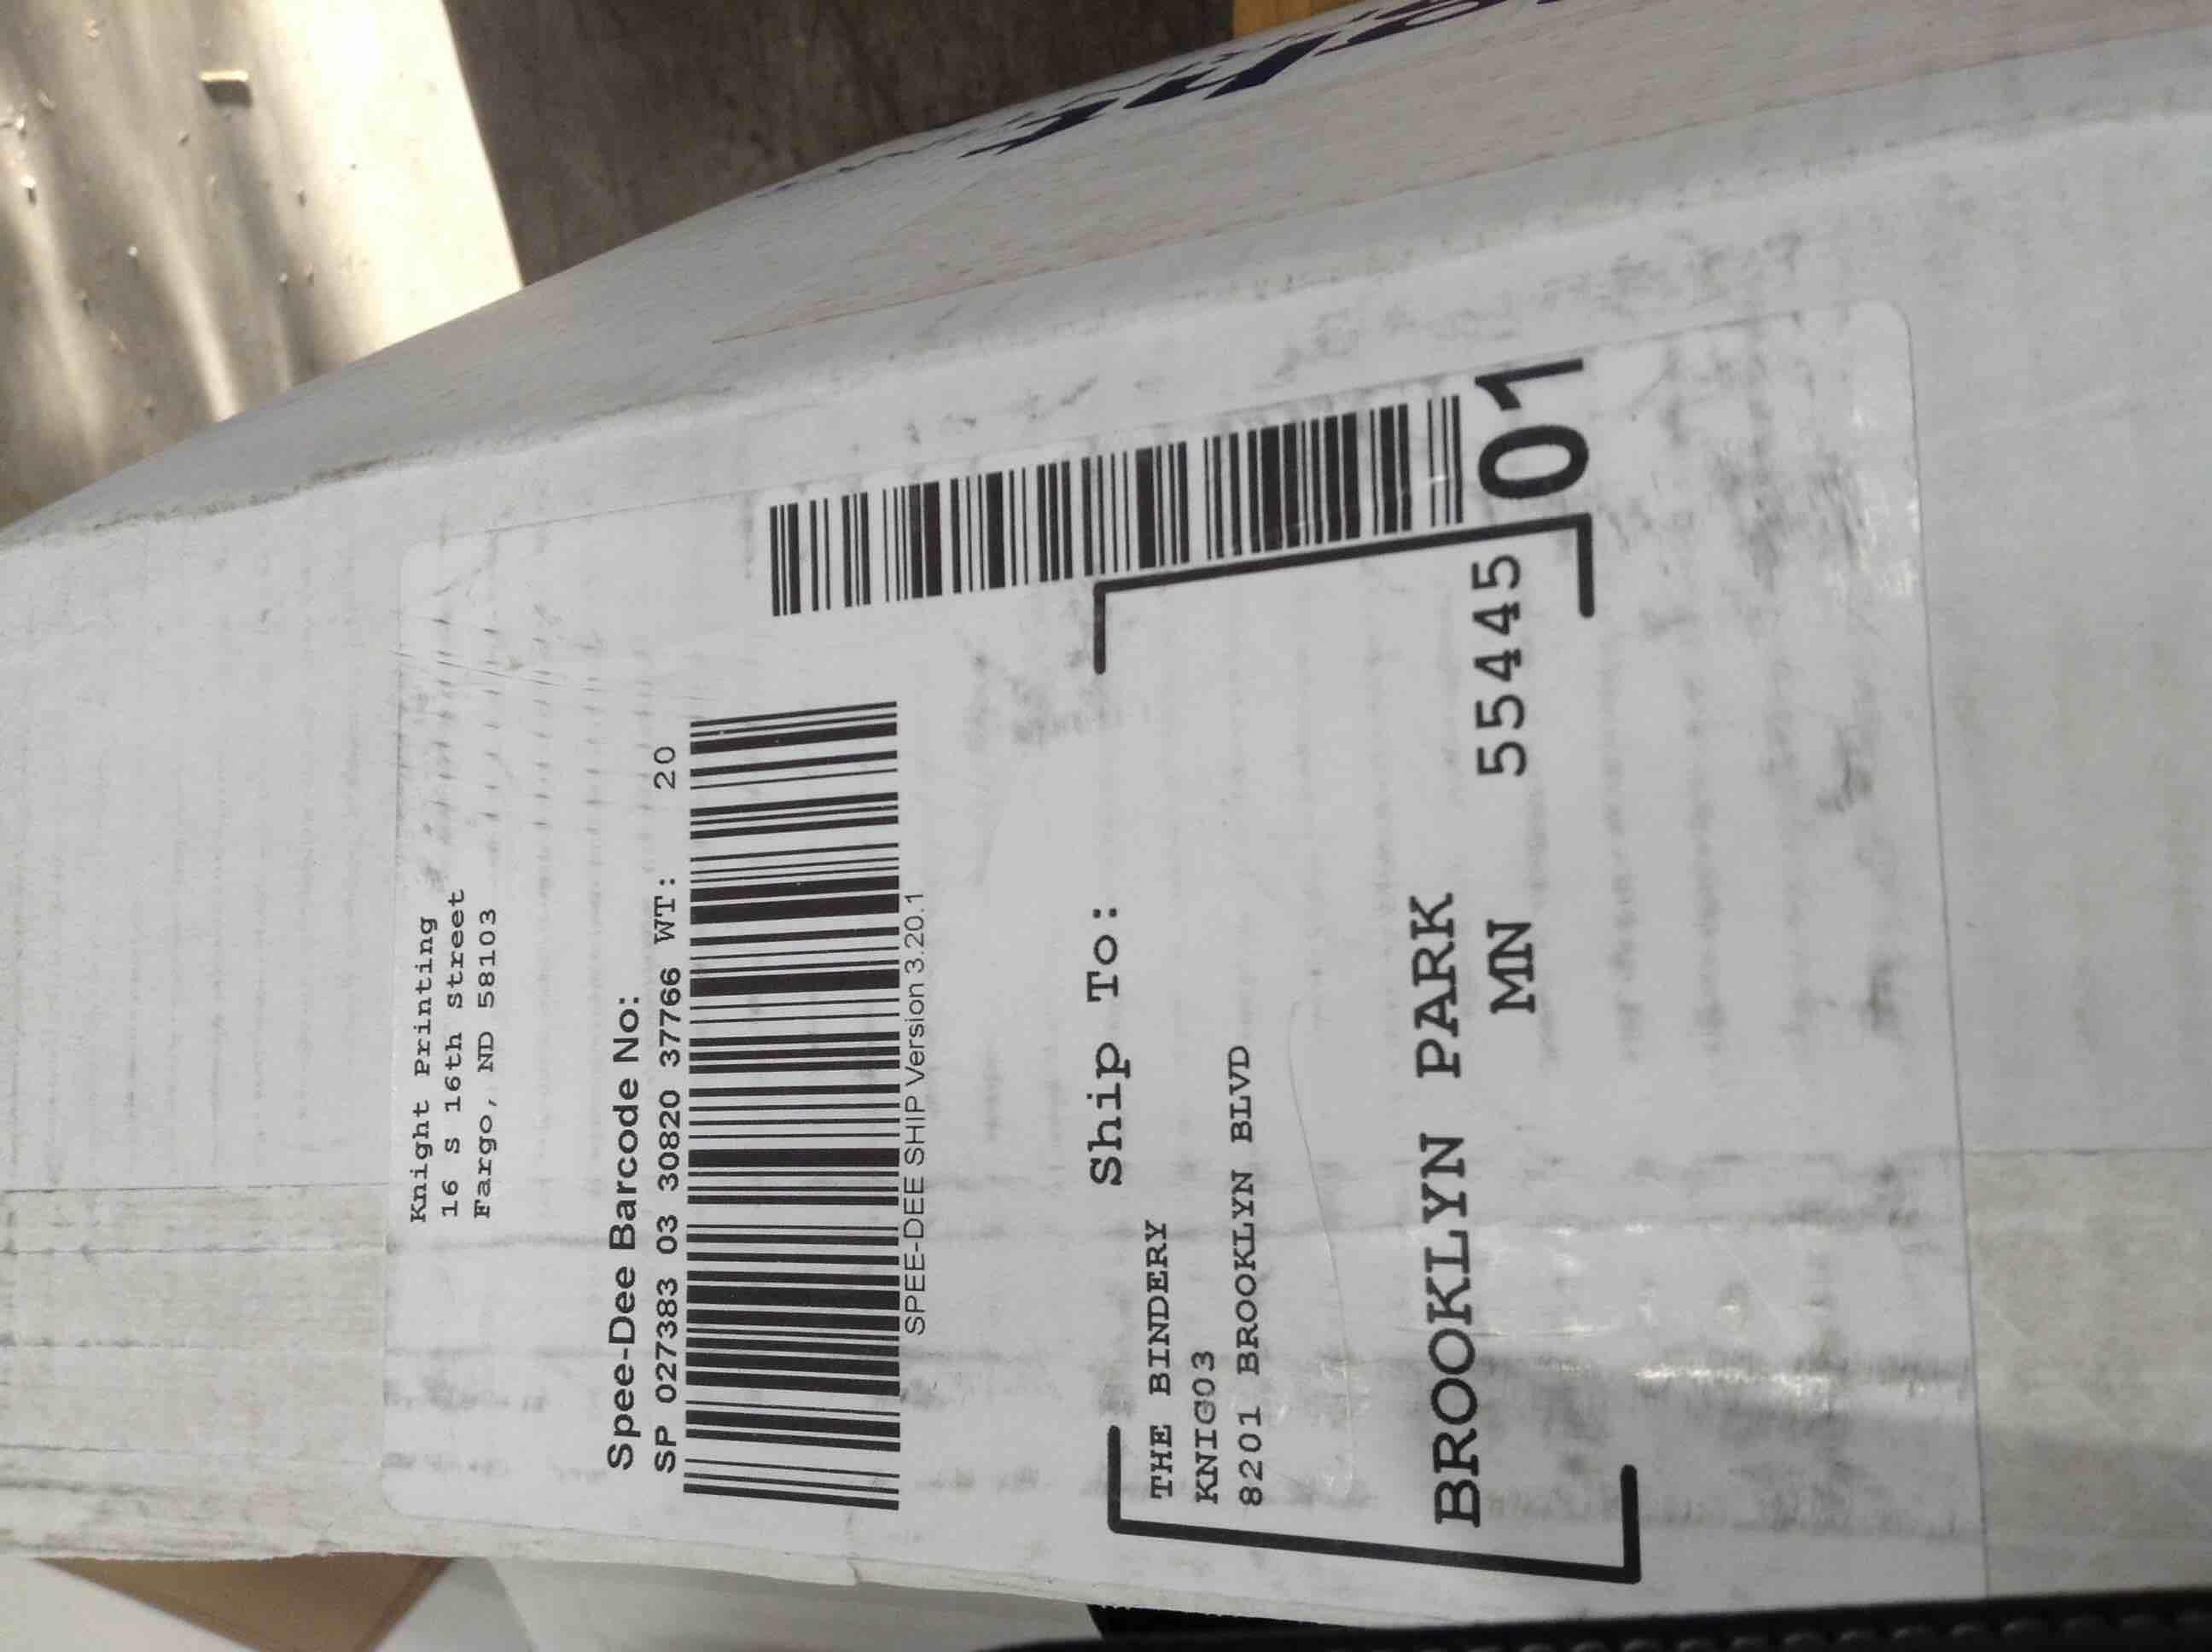 Knight Printing
16 S 16th Street
Fargo, ND 58103
Spee-Dee Barcode No:
SP 027383 03 30820 37766 WT: 20
SPEE-DEE SHIP Version 3.20.1
Ship To:
THE BINDERY
KNIG03
8201 BROOKLYN BLVD
BROOKLYN PARK
MN 55445
01